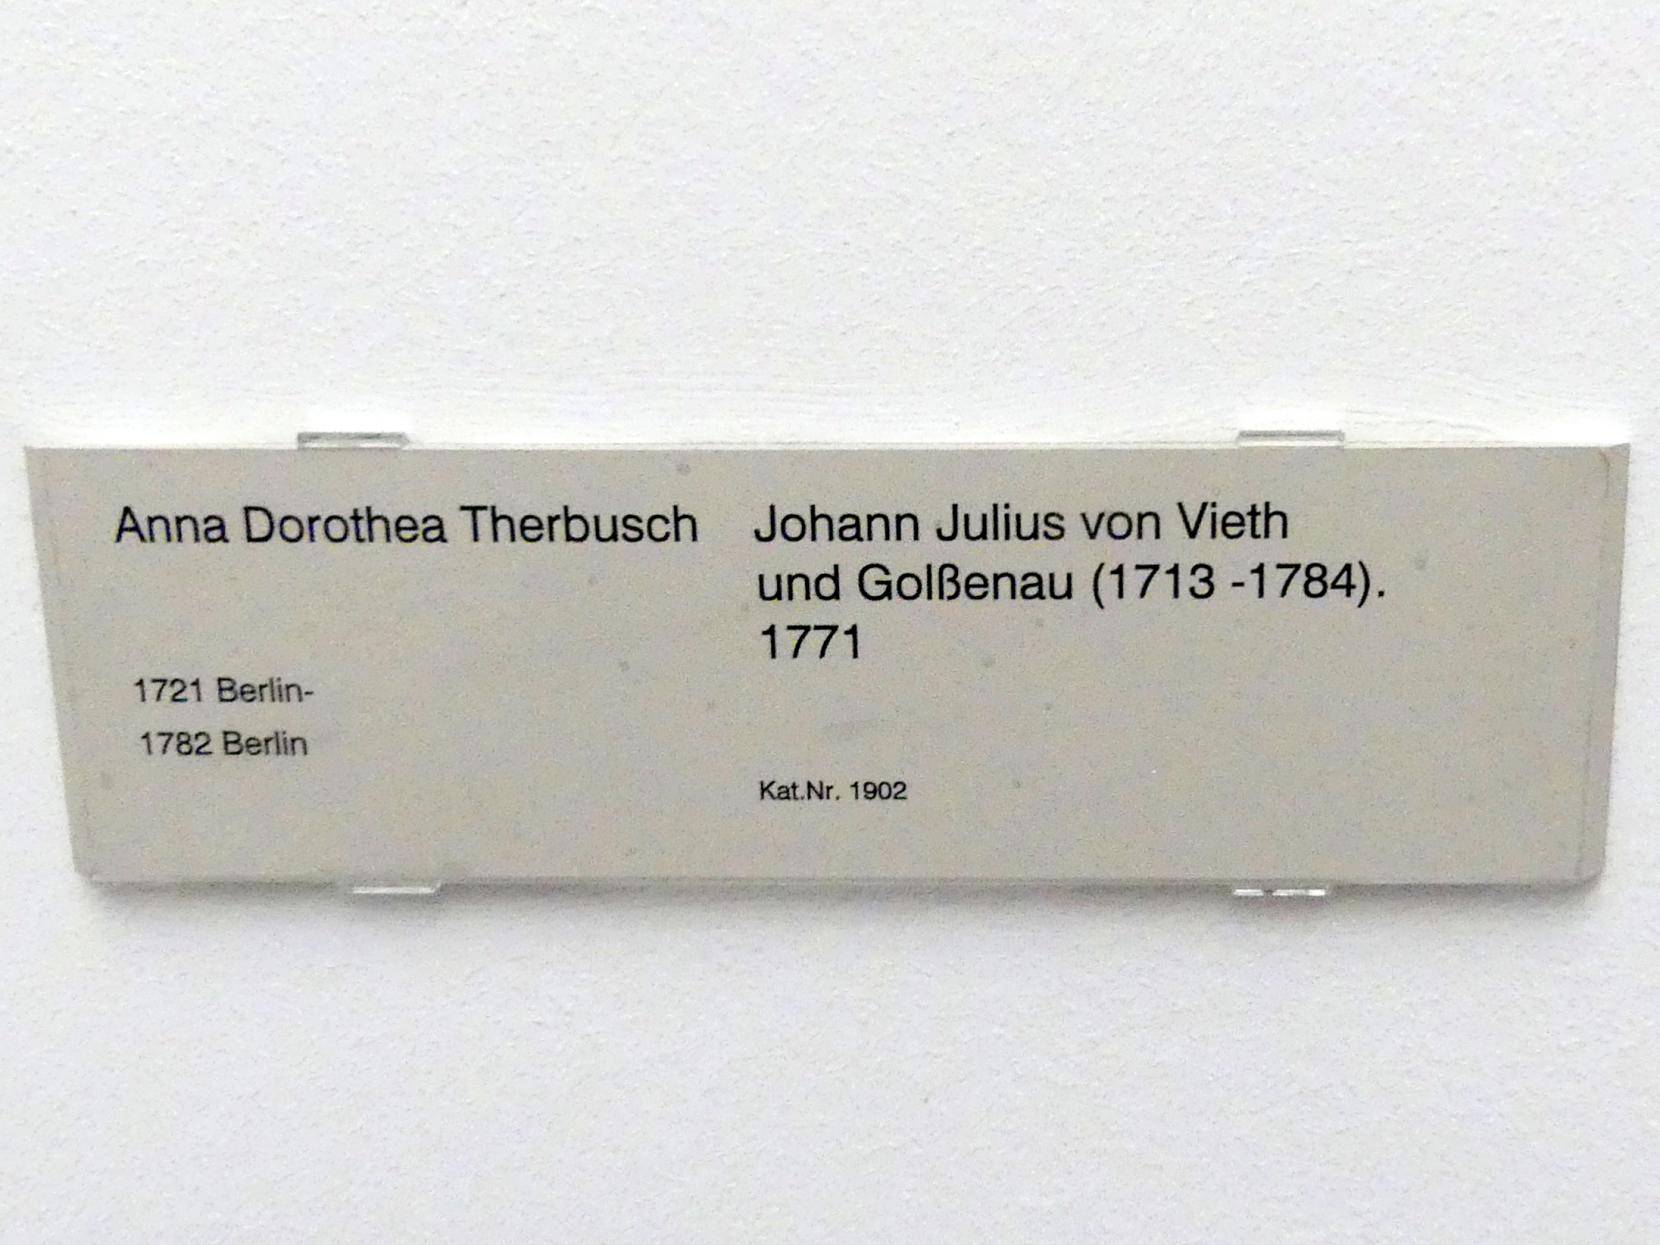 Anna Dorothea Therbusch
1721 Berlin-
1782 Berlin
Johann Julius von Vieth
und Golßenau (1713 -1784).
1771
Kat.Nr. 1902